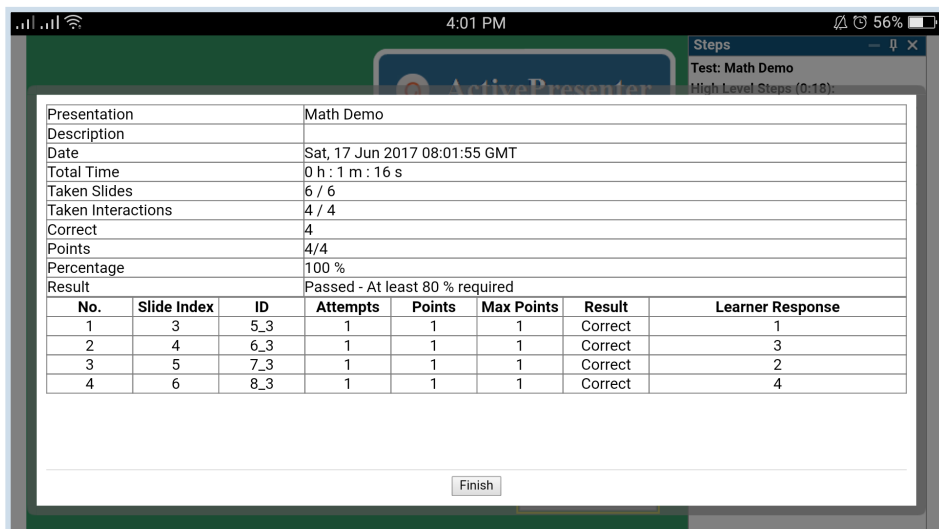 4:01 PM
56%
Steps
Test: Math Demo
High Level Steps (0:18):
ActivePresenter
Presentation Math Demo
Description
Date Sat, 17 Jun 2017 08:01:55 GMT
Total Time 0 h : 1 m : 16 s
Taken Slides 6 / 6
Taken Interactions 4 / 4
Correct 4
Points 4/4
Percentage 100 %
Result Passed - At least 80 % required
No. Slide Index ID Attempts Points Max Points Result Learner Response
1 3 5_3 1 1 1 Correct 1
2 4 6_3 1 1 1 Correct 3
3 5 7_3 1 1 1 Correct 2
4 6 8_3 1 1 1 Correct 4
Finish